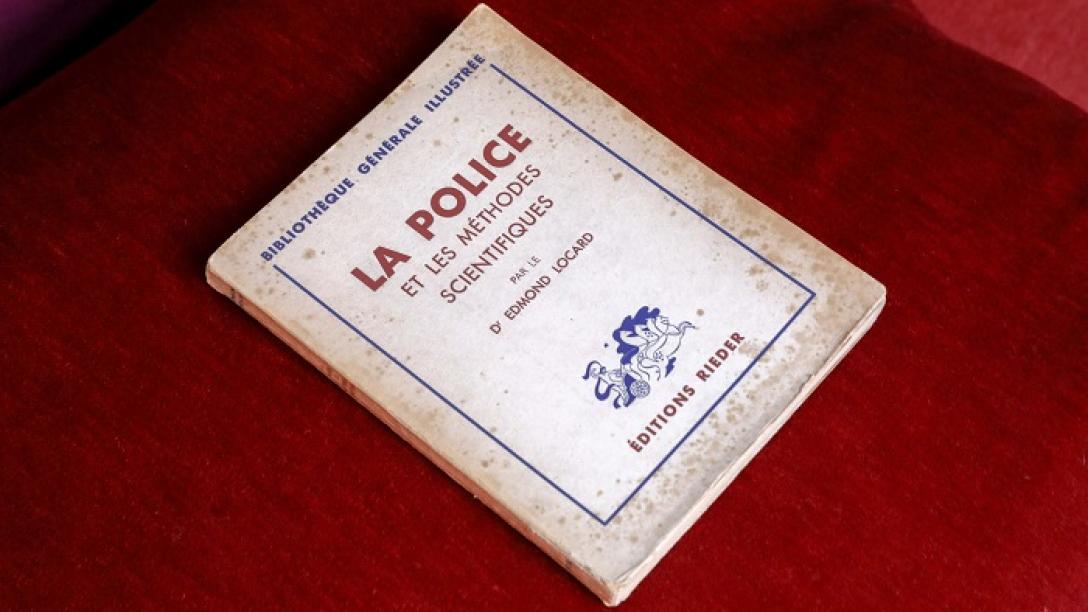 BIBLIOTHÈQUE GÉNÉRALE ILLUSTRÉE
LA POLICE
ET LES MÉTHODES
SCIENTIFIQUES
PAR LE
Dr EDMOND LOCARD
ÉDITIONS RIEDER